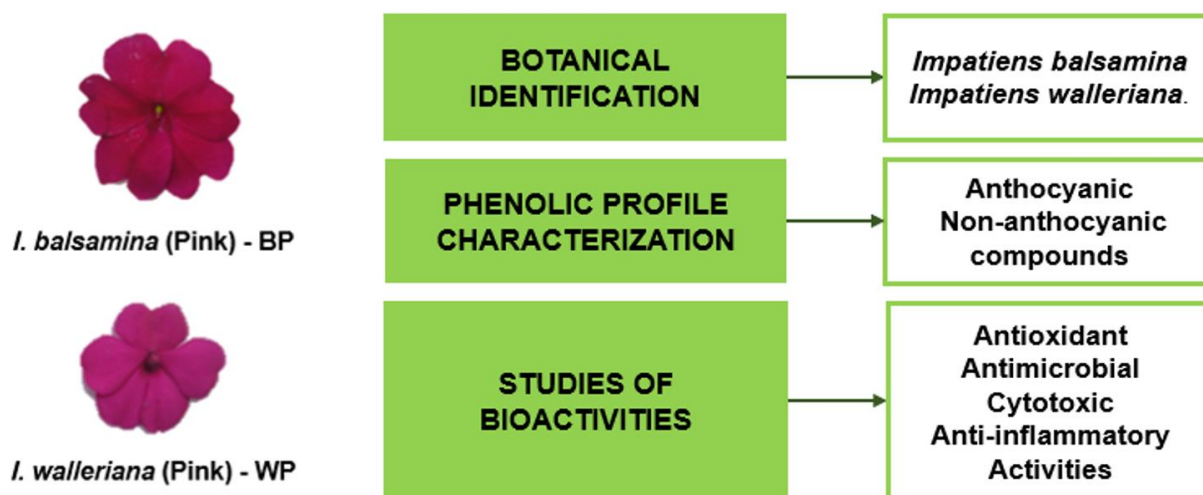 I. balsamina (Pink) - BP
I. walleriana (Pink) - WP
BOTANICAL
IDENTIFICATION
Impatiens balsamina
Impatiens walleriana.
PHENOLIC PROFILE
CHARACTERIZATION
Anthocyanic
Non-anthocyanic
compounds
STUDIES OF
BIOACTIVITIES
Antioxidant
Antimicrobial
Cytotoxic
Anti-inflammatory
Activities